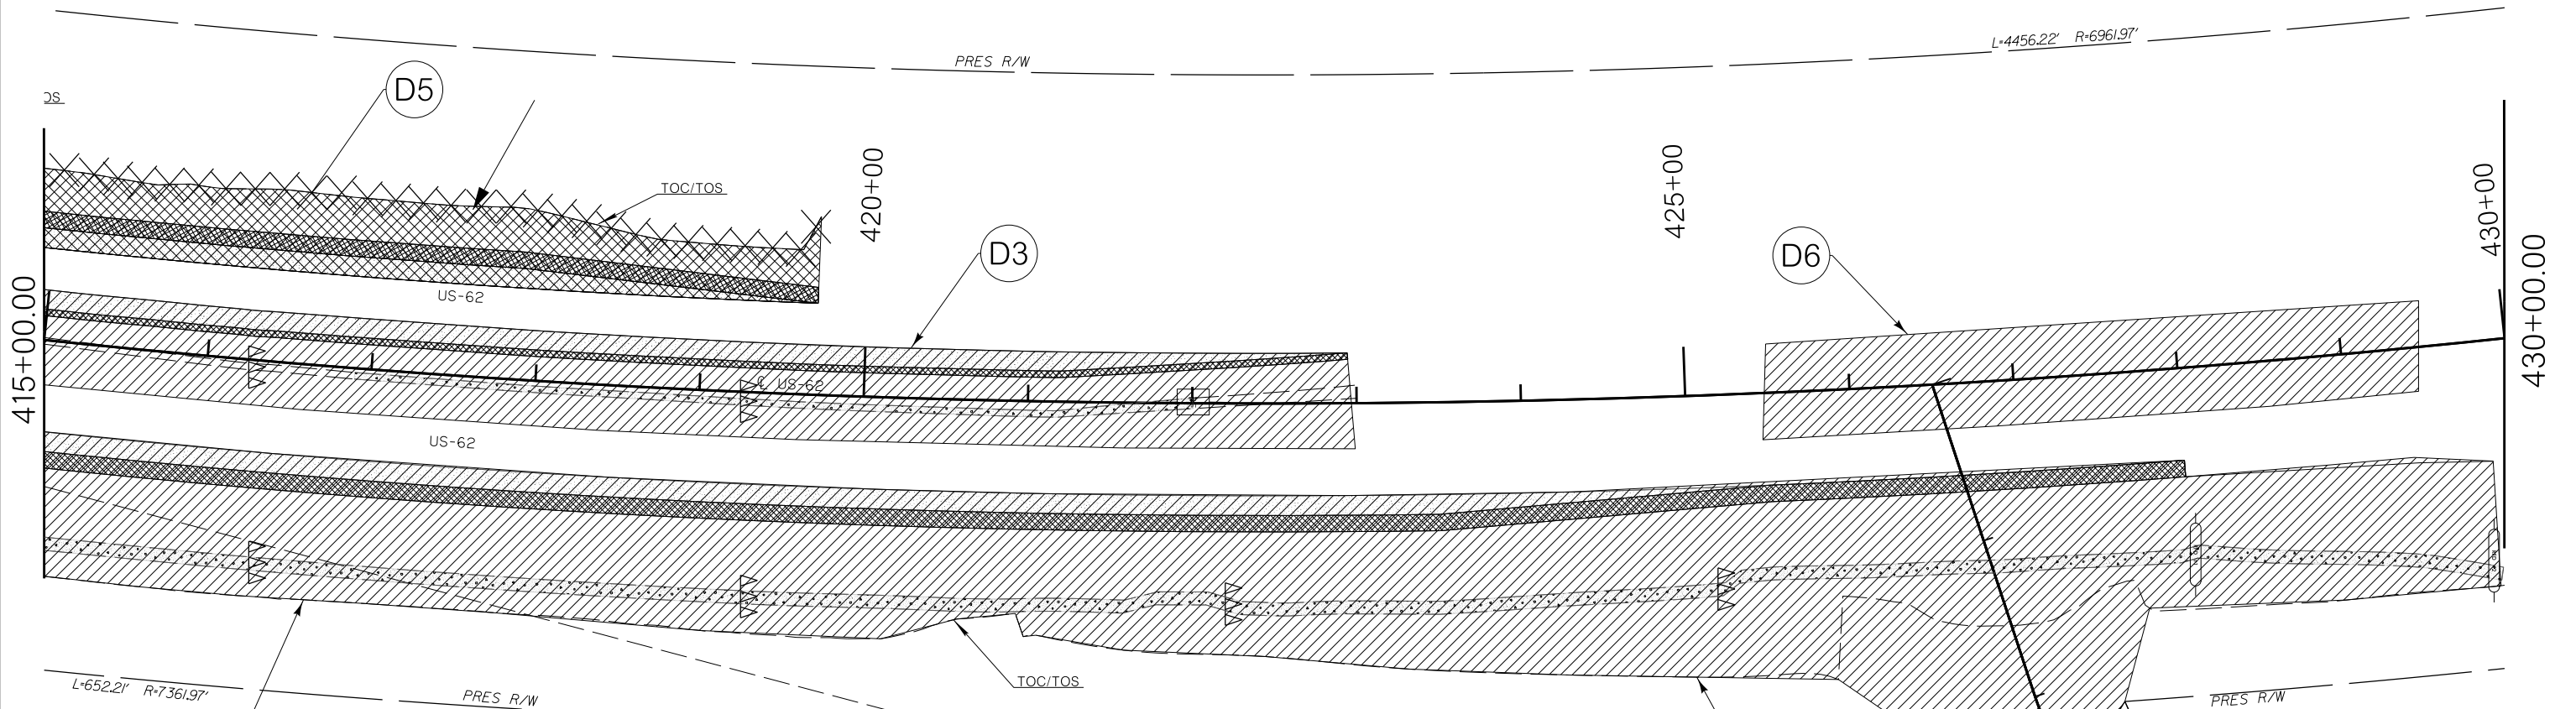 L=4456.22' R=6961.97'
PRES R/W
D5
OS
TOC/TOS
420+00
425+00
430+00
D3
D6
415+00.00
430+00.00
US-62
℄ US-62
US-62
TOC/TOS
L=652.21' R=7361.97'
PRES R/W
PRES R/W